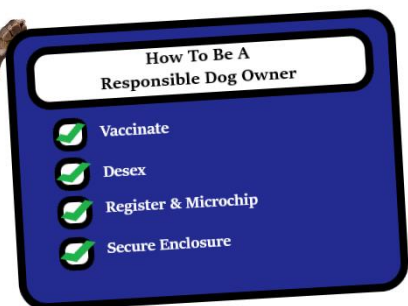 How To Be A
Responsible Dog Owner
Vaccinate
Desex
Register & Microchip
Secure Enclosure